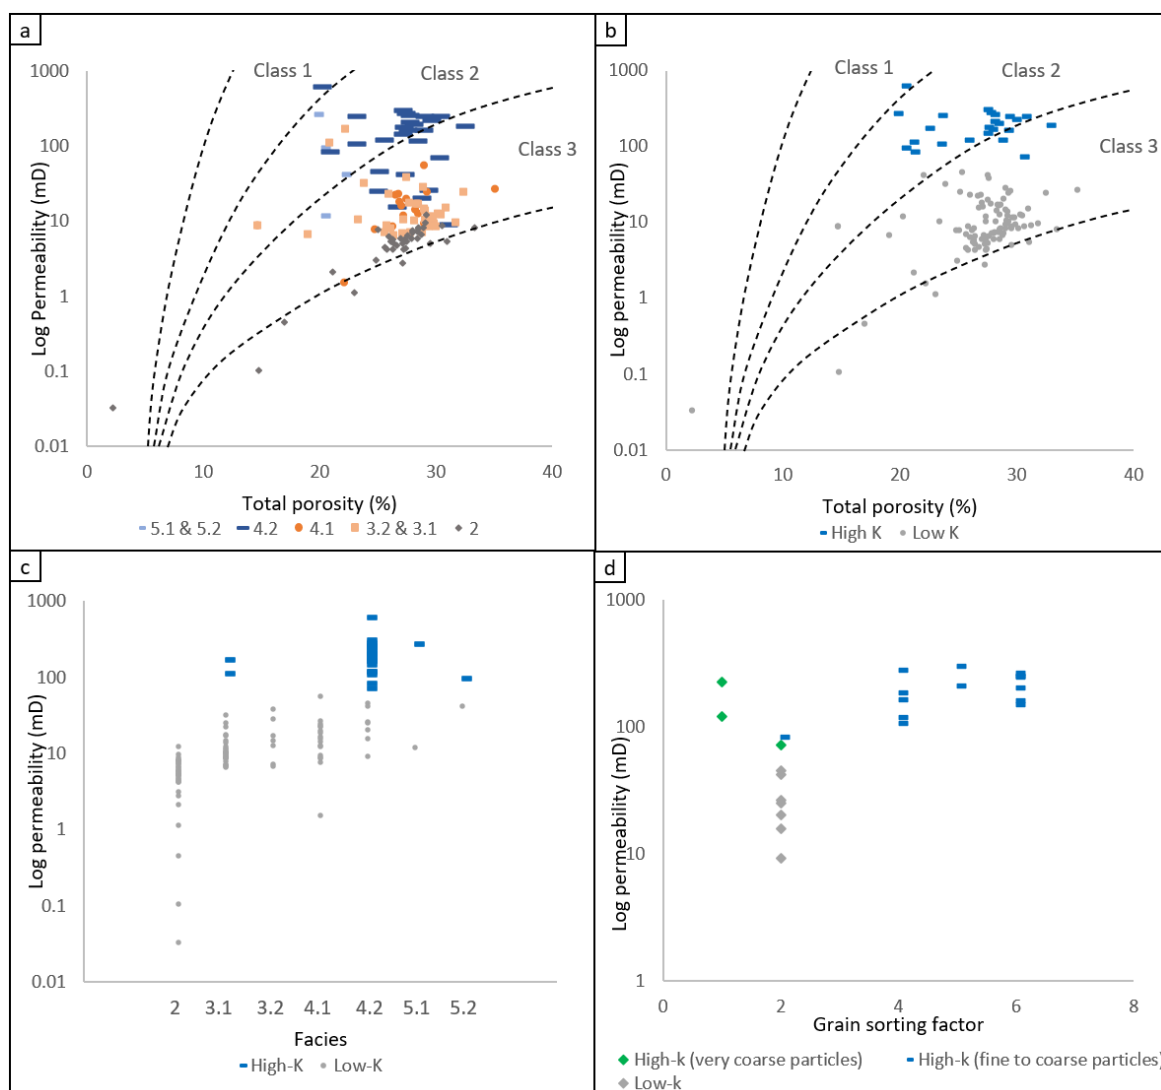 a
Class 1
Class 2
Class 3
1000
100
10
1
0.1
0.01
Log Permeability (mD)
0
10
20
30
40
Total porosity (%)
5.1 & 5.2
4.2
4.1
3.2 & 3.1
2
b
Class 1
Class 2
Class 3
1000
100
10
1
0.1
0.01
Log permeability (mD)
0
10
20
30
40
Total porosity (%)
High K
Low K
c
1000
100
10
1
0.1
0.01
Log permeability (mD)
2
3.1
3.2
4.1
4.2
5.1
5.2
Facies
High-K
Low-K
d
1000
100
10
1
Log permeability (mD)
0
2
4
6
8
Grain sorting factor
High-k (very coarse particles)
High-k (fine to coarse particles)
Low-k